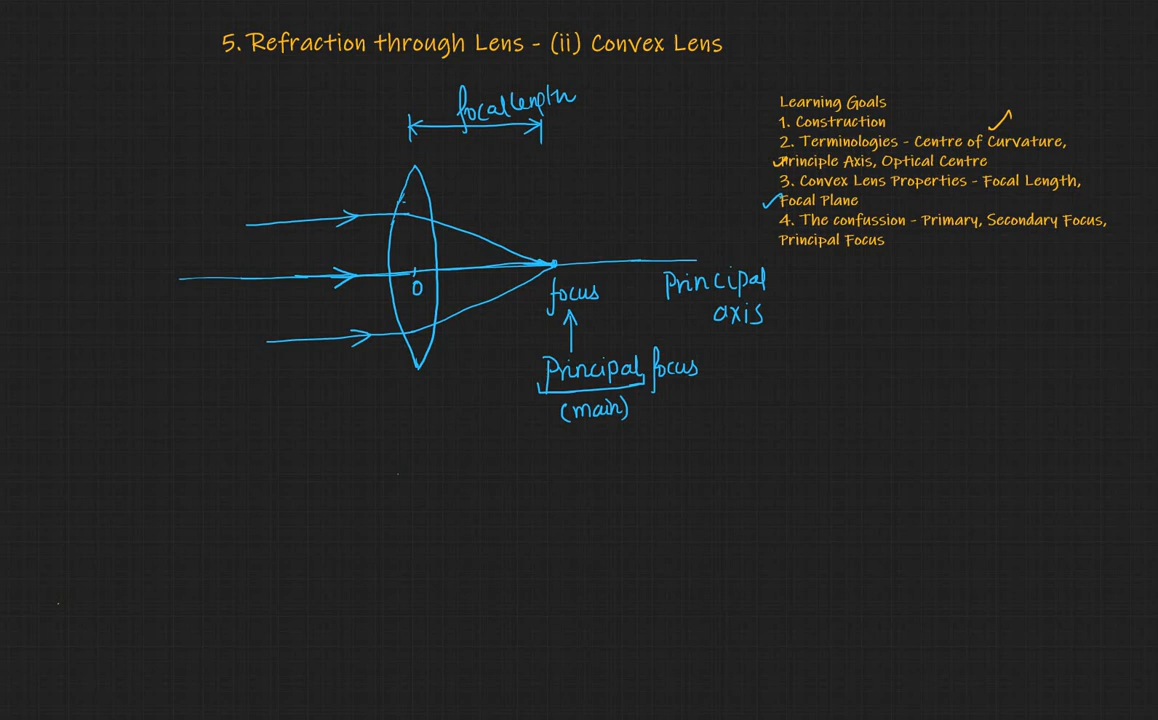 5. Refraction through Lens - (ii) Convex Lens
focal length
Learning Goals
1. Construction
2. Terminologies - Centre of Curvature,
Principle Axis, Optical Centre
3. Convex Lens Properties - Focal Length,
Focal Plane
4. The confussion - Primary, Secondary Focus,
Principal Focus
O
focus
Principal
axis
Principal focus
(main)